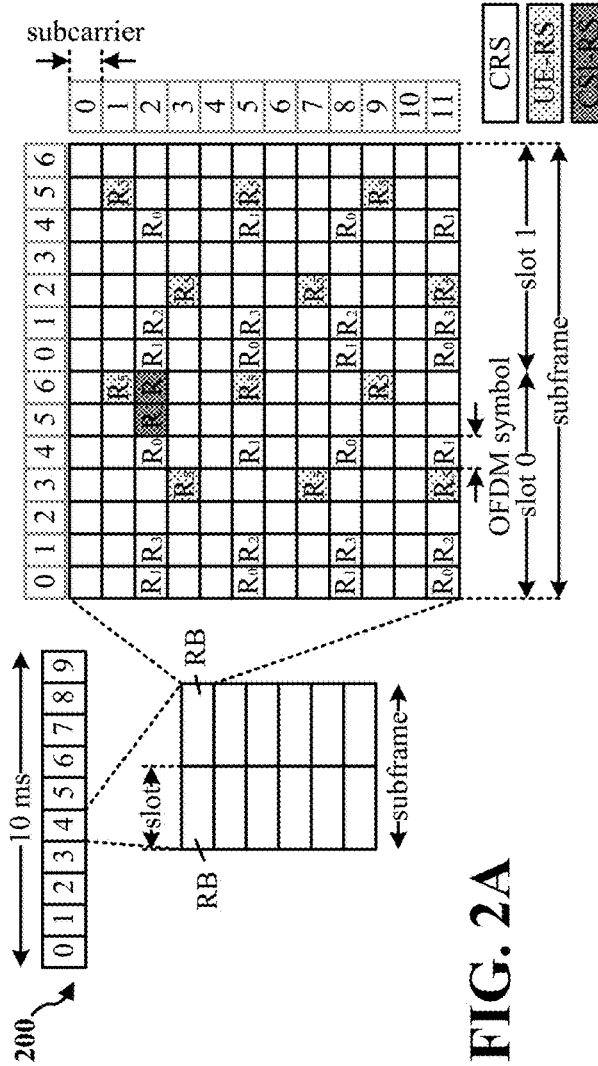 200
10 ms
0 1 2 3 4 5 6 7 8 9
slot
RB
RB
subframe
subcarrier
0 1 2 3 4 5 6 0 1 2 3 4 5 6
0
R5 R5 1
R1 R3 R0 R R R1 R2 R0 2
R5 R5 3
4
R0 R2 R1 R5 R0 R3 R1 R5 5
6
R5 R5 7
R1 R3 R0 R1 R2 R0 8
R5 R5 9
10
R0 R2 R5 R1 R0 R3 R5 R1 11
OFDM symbol
slot 0
slot 1
subframe
CRS
UE-RS
CSI-RS
FIG. 2A